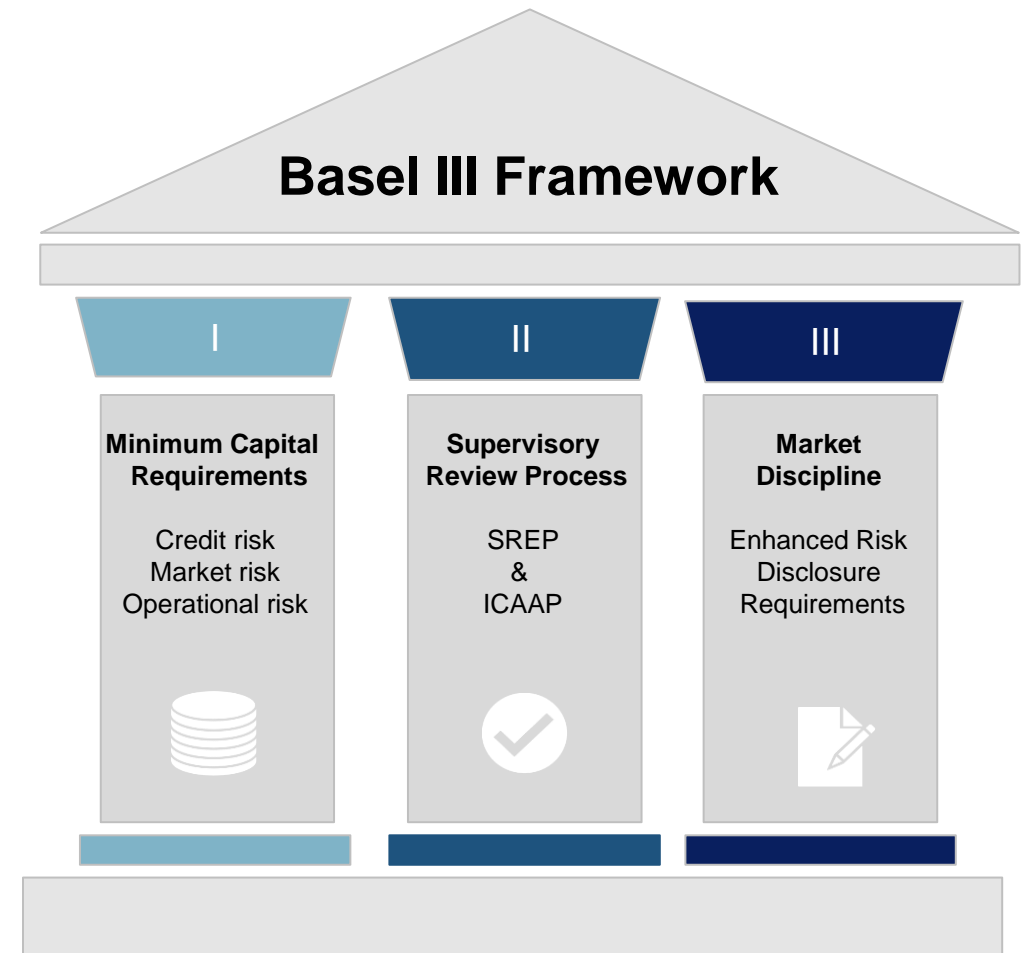 Basel III Framework
I
Minimum Capital
Requirements
Credit risk
Market risk
Operational risk
II
Supervisory
Review Process
SREP
&
ICAAP
III
Market
Discipline
Enhanced Risk
Disclosure
Requirements